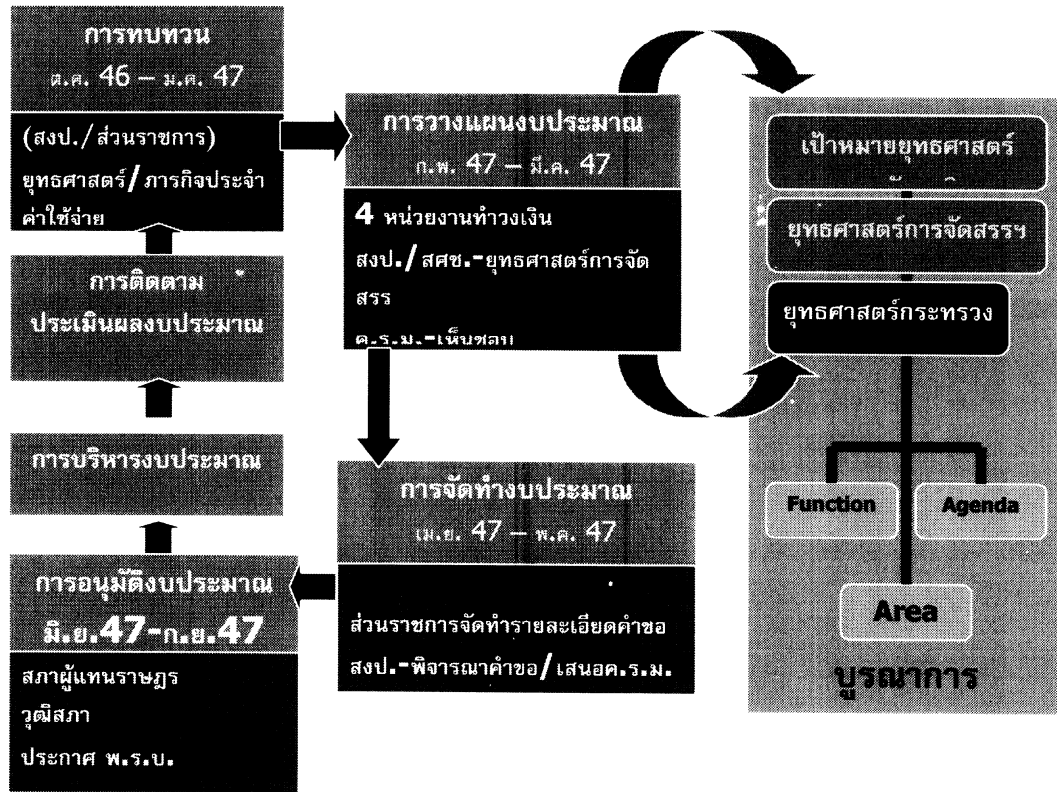 การทบทวน
ต.ค. 46 – ม.ค. 47
(สงป./ส่วนราชการ)
ยุทธศาสตร์/ภารกิจประจำ
ค่าใช้จ่าย
การวางแผนงบประมาณ
ก.พ. 47 – มี.ค. 47
4 หน่วยงานทำวงเงิน
สงป./สศช.-ยุทธศาสตร์การจัด
สรร
ค.ร.ม.-เห็นชอบ
การจัดทำงบประมาณ
เม.ย. 47 – พ.ค. 47
ส่วนราชการจัดทำรายละเอียดคำขอ
สงป.-พิจารณาคำขอ/เสนอค.ร.ม.
การอนุมัติงบประมาณ
มิ.ย.47-ก.ย.47
สภาผู้แทนราษฎร
วุฒิสภา
ประกาศ พ.ร.บ.
การบริหารงบประมาณ
การติดตาม
ประเมินผลงบประมาณ
เป้าหมายยุทธศาสตร์
ยุทธศาสตร์การจัดสรรฯ
ยุทธศาสตร์กระทรวง
Function
Agenda
Area
บูรณาการ